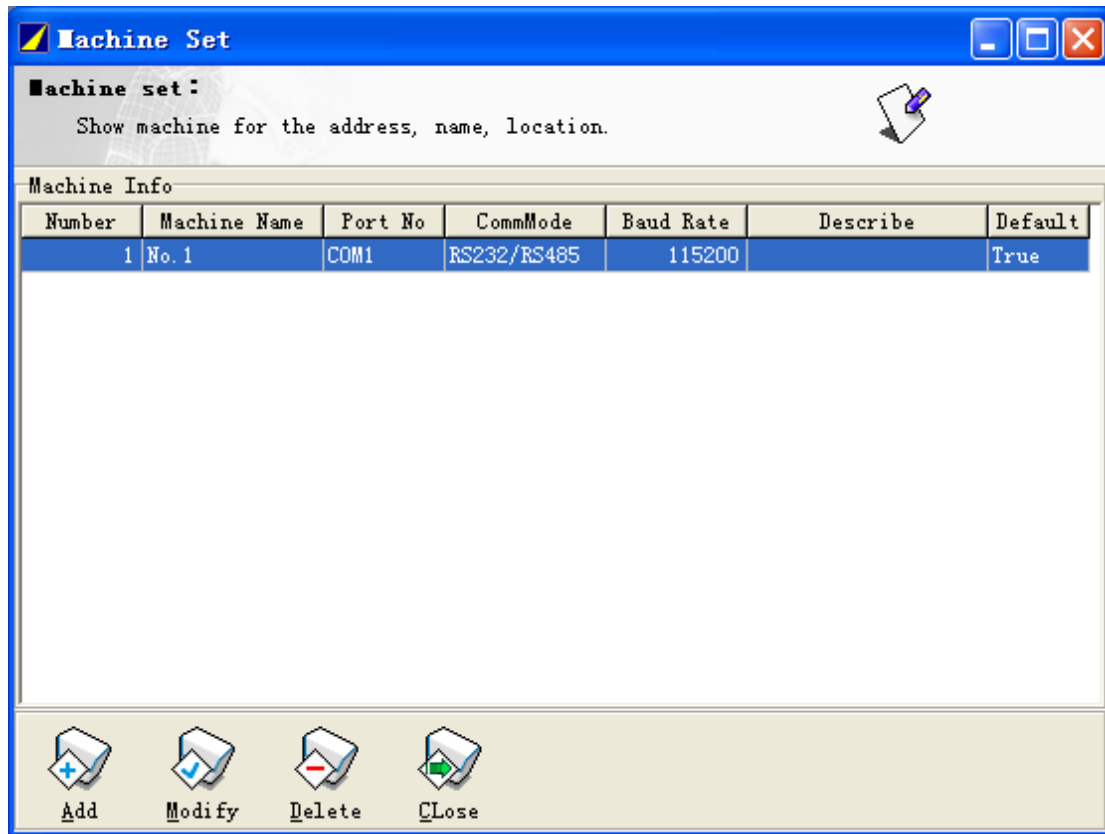 Machine Set
Machine set:
Show machine for the address, name, location.
Machine Info
Number Machine Name Port No CommMode Baud Rate Describe Default
1 No.1 COM1 RS232/RS485 115200 True
Add Modify Delete CLose